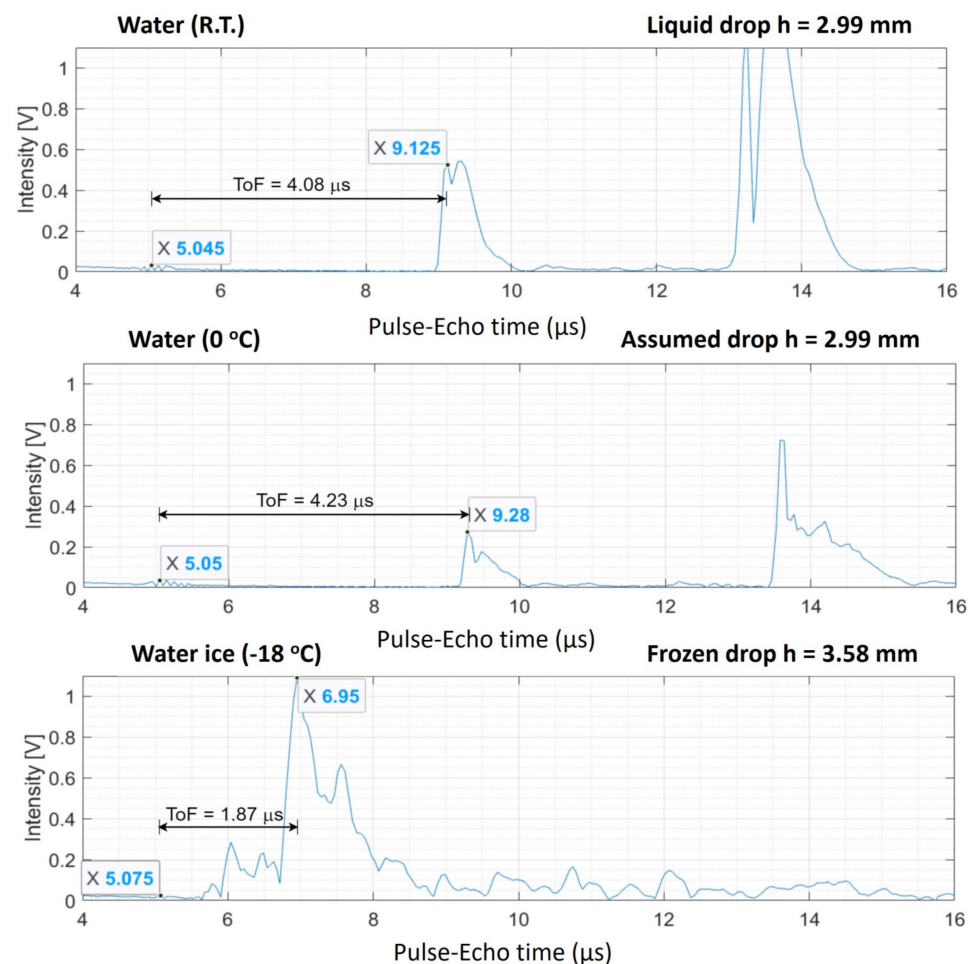 Water (R.T.) Liquid drop h = 2.99 mm
Intensity [V]
1
0.8
0.6
0.4
0.2
0
X 9.125
ToF = 4.08 μs
X 5.045
4 6 8 10 12 14 16
Pulse-Echo time (μs)
Water (0 °C) Assumed drop h = 2.99 mm
Intensity [V]
1
0.8
0.6
0.4
0.2
0
ToF = 4.23 μs
X 9.28
X 5.05
4 6 8 10 12 14 16
Pulse-Echo time (μs)
Water ice (-18 °C) Frozen drop h = 3.58 mm
Intensity [V]
1
0.8
0.6
0.4
0.2
0
X 6.95
ToF = 1.87 μs
X 5.075
4 6 8 10 12 14 16
Pulse-Echo time (μs)